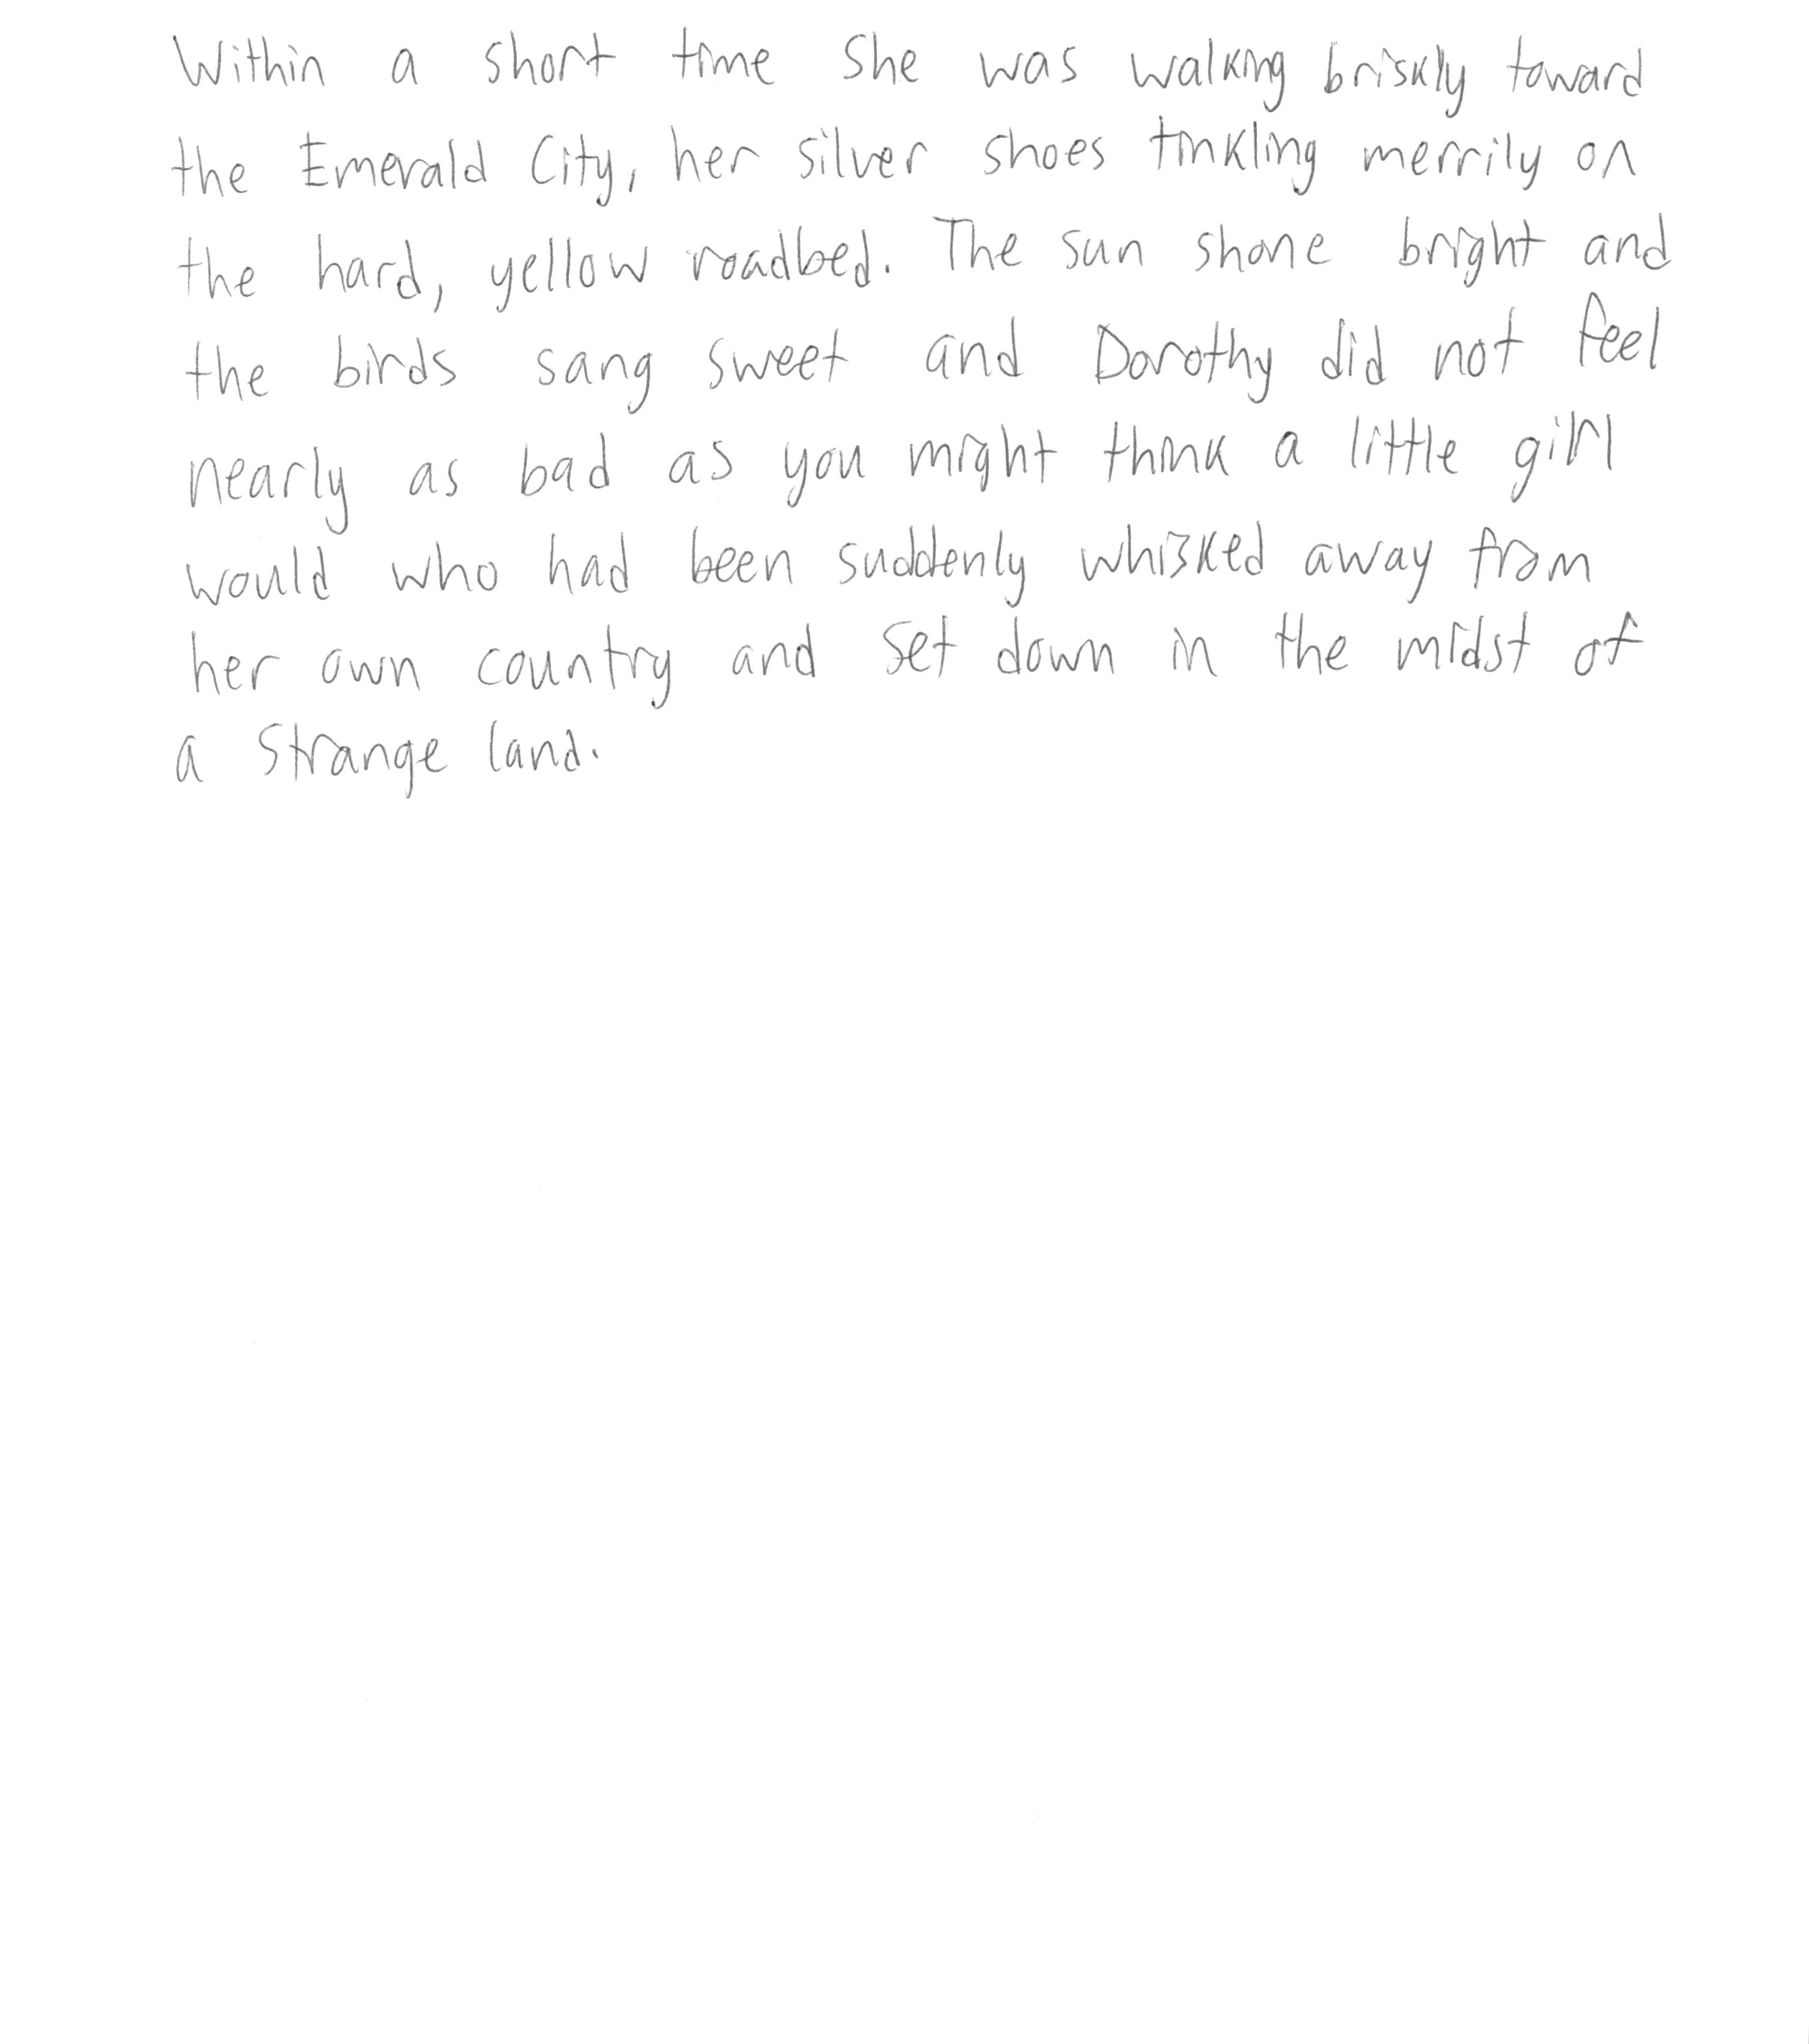 Within a short time she was walking briskly toward
the Emerald City, her silver shoes tinkling merrily on
the hard, yellow roadbed. The sun shone bright and
the birds sang sweet and Dorothy did not feel
nearly as bad as you might think a little girl
would who had been suddenly whisked away from
her own country and set down in the midst of
a strange land.